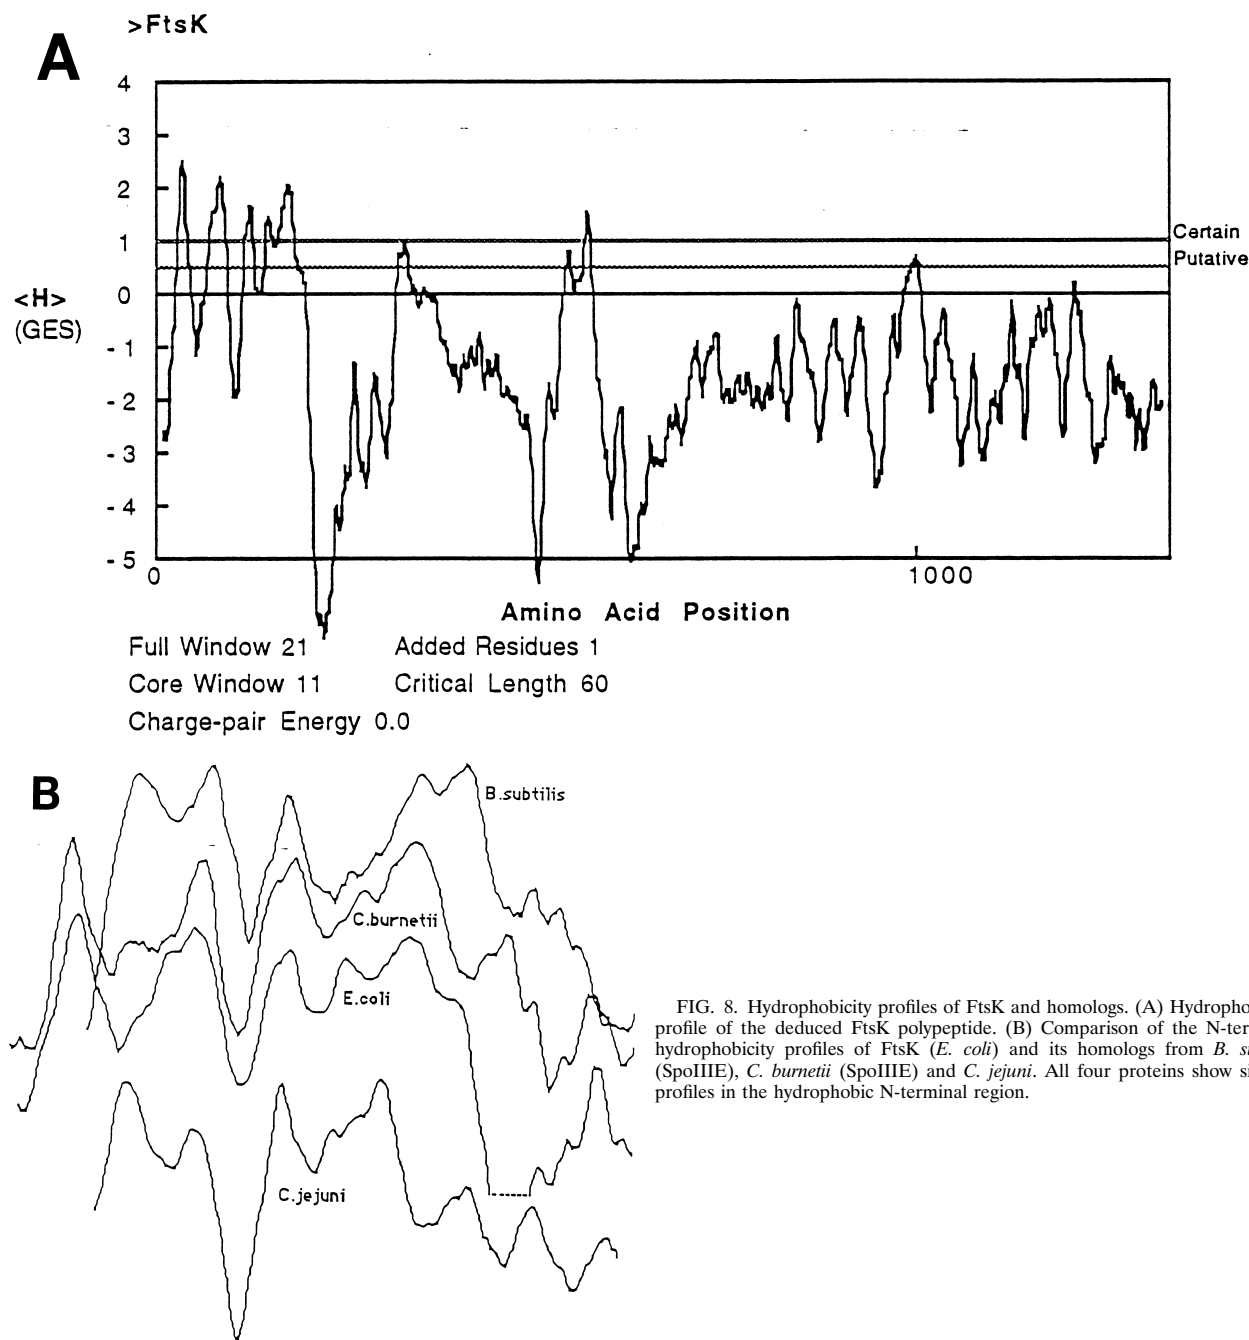 >FtsK
A
4
3
2
1
0
-1
-2
-3
-4
-5
<H>
(GES)
Certain
Putative
0
1000
Amino Acid Position
Full Window 21
Added Residues 1
Core Window 11
Critical Length 60
Charge-pair Energy 0.0
B
B.subtilis
C.burnetii
E.coli
C.jejuni
FIG. 8. Hydrophobicity profiles of FtsK and homologs. (A) Hydropho
profile of the deduced FtsK polypeptide. (B) Comparison of the N-ter
hydrophobicity profiles of FtsK (E. coli) and its homologs from B. s
(SpoIIIE), C. burnetii (SpoIIIE) and C. jejuni. All four proteins show si
profiles in the hydrophobic N-terminal region.